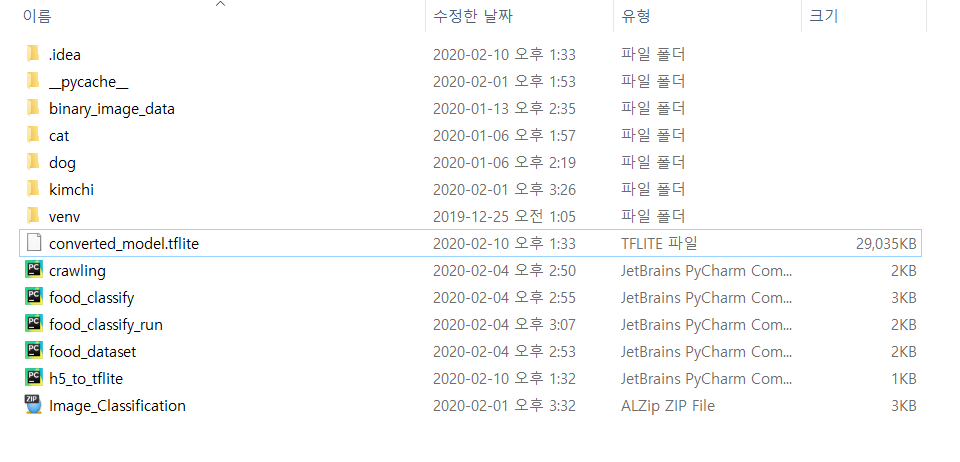 이름 수정한 날짜 유형 크기
.idea 2020-02-10 오후 1:33 파일 폴더
__pycache__ 2020-02-01 오후 1:53 파일 폴더
binary_image_data 2020-01-13 오후 2:35 파일 폴더
cat 2020-01-06 오후 1:57 파일 폴더
dog 2020-01-06 오후 2:19 파일 폴더
kimchi 2020-02-01 오후 3:26 파일 폴더
venv 2019-12-25 오전 1:05 파일 폴더
converted_model.tflite 2020-02-10 오후 1:33 TFLITE 파일 29,035KB
PC crawling 2020-02-04 오후 2:50 JetBrains PyCharm Com... 2KB
PC food_classify 2020-02-04 오후 2:55 JetBrains PyCharm Com... 3KB
PC food_classify_run 2020-02-04 오후 3:07 JetBrains PyCharm Com... 2KB
PC food_dataset 2020-02-04 오후 2:53 JetBrains PyCharm Com... 2KB
PC h5_to_tflite 2020-02-10 오후 1:32 JetBrains PyCharm Com... 1KB
ZIP Image_Classification 2020-02-01 오후 3:32 ALZip ZIP File 3KB